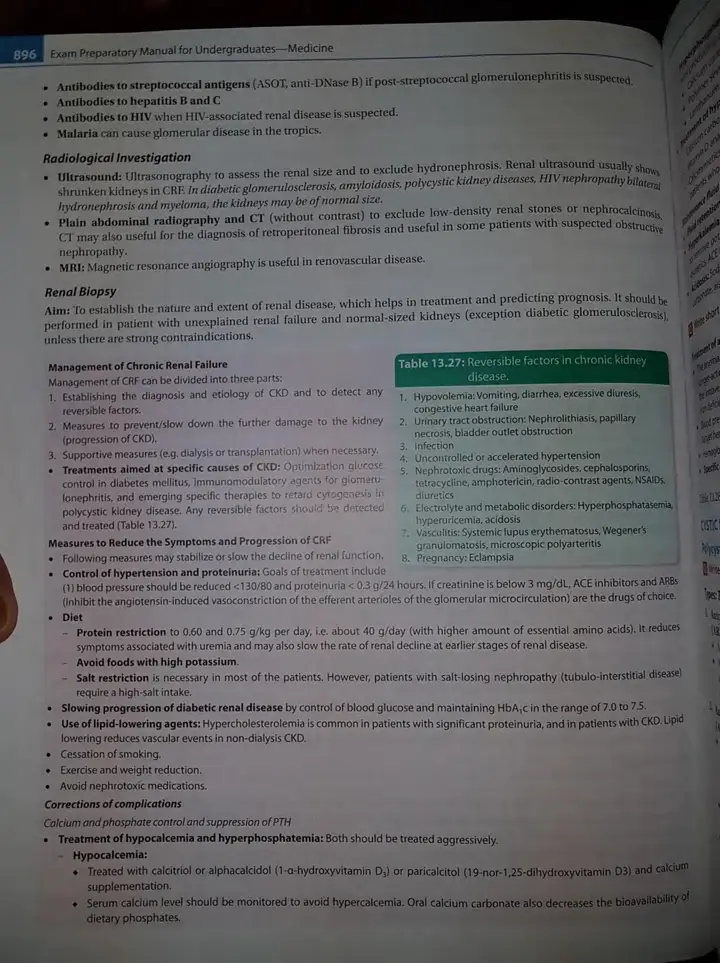 896 Exam Preparatory Manual for Undergraduates—Medicine
• Antibodies to streptococcal antigens (ASOT, anti-DNase B) if post-streptococcal glomerulonephritis is suspected.
• Antibodies to hepatitis B and C
• Antibodies to HIV when HIV-associated renal disease is suspected.
• Malaria can cause glomerular disease in the tropics.
Radiological Investigation
• Ultrasound: Ultrasonography to assess the renal size and to exclude hydronephrosis. Renal ultrasound usually shows
shrunken kidneys in CRF. In diabetic glomerulosclerosis, amyloidosis, polycystic kidney diseases, HIV nephropathy bilateral
hydronephrosis and myeloma, the kidneys may be of normal size.
• Plain abdominal radiography and CT (without contrast) to exclude low-density renal stones or nephrocalcinosis,
CT may also useful for the diagnosis of retroperitoneal fibrosis and useful in some patients with suspected obstructive
nephropathy.
• MRI: Magnetic resonance angiography is useful in renovascular disease.
Renal Biopsy
Aim: To establish the nature and extent of renal disease, which helps in treatment and predicting prognosis. It should be
performed in patient with unexplained renal failure and normal-sized kidneys (exception diabetic glomerulosclerosis),
unless there are strong contraindications.
Management of Chronic Renal Failure
Management of CRF can be divided into three parts:
1. Establishing the diagnosis and etiology of CKD and to detect any
reversible factors.
2. Measures to prevent/slow down the further damage to the kidney
(progression of CKD).
3. Supportive measures (e.g. dialysis or transplantation) when necessary.
• Treatments aimed at specific causes of CKD: Optimization glucose
control in diabetes mellitus, immunomodulatory agents for glomeru-
lonephritis, and emerging specific therapies to retard cytogenesis in
polycystic kidney disease. Any reversible factors should be detected
and treated (Table 13.27).
Table 13.27: Reversible factors in chronic kidney
disease.
1. Hypovolemia: Vomiting, diarrhea, excessive diuresis,
congestive heart failure
2. Urinary tract obstruction: Nephrolithiasis, papillary
necrosis, bladder outlet obstruction
3. Infection
4. Uncontrolled or accelerated hypertension
5. Nephrotoxic drugs: Aminoglycosides, cephalosporins,
tetracycline, amphotericin, radio-contrast agents, NSAIDs,
diuretics
6. Electrolyte and metabolic disorders: Hyperphosphatasemia,
hyperuricemia, acidosis
7. Vasculitis: Systemic lupus erythematosus, Wegener's
granulomatosis, microscopic polyarteritis
8. Pregnancy: Eclampsia
Measures to Reduce the Symptoms and Progression of CRF
• Following measures may stabilize or slow the decline of renal function.
• Control of hypertension and proteinuria: Goals of treatment include
(1) blood pressure should be reduced <130/80 and proteinuria < 0.3 g/24 hours. If creatinine is below 3 mg/dL, ACE inhibitors and ARBs
(inhibit the angiotensin-induced vasoconstriction of the efferent arterioles of the glomerular microcirculation) are the drugs of choice.
• Diet
– Protein restriction to 0.60 and 0.75 g/kg per day, i.e. about 40 g/day (with higher amount of essential amino acids). It reduces
symptoms associated with uremia and may also slow the rate of renal decline at earlier stages of renal disease.
– Avoid foods with high potassium.
– Salt restriction is necessary in most of the patients. However, patients with salt-losing nephropathy (tubulo-interstitial disease)
require a high-salt intake.
• Slowing progression of diabetic renal disease by control of blood glucose and maintaining HbA₁c in the range of 7.0 to 7.5.
• Use of lipid-lowering agents: Hypercholesterolemia is common in patients with significant proteinuria, and in patients with CKD. Lipid
lowering reduces vascular events in non-dialysis CKD.
• Cessation of smoking.
• Exercise and weight reduction.
• Avoid nephrotoxic medications.
Corrections of complications
Calcium and phosphate control and suppression of PTH
• Treatment of hypocalcemia and hyperphosphatemia: Both should be treated aggressively.
– Hypocalcemia:
♦ Treated with calcitriol or alphacalcidol (1-α-hydroxyvitamin D₃) or paricalcitol (19-nor-1,25-dihydroxyvitamin D3) and calcium
supplementation.
♦ Serum calcium level should be monitored to avoid hypercalcemia. Oral calcium carbonate also decreases the bioavailability of
dietary phosphates.